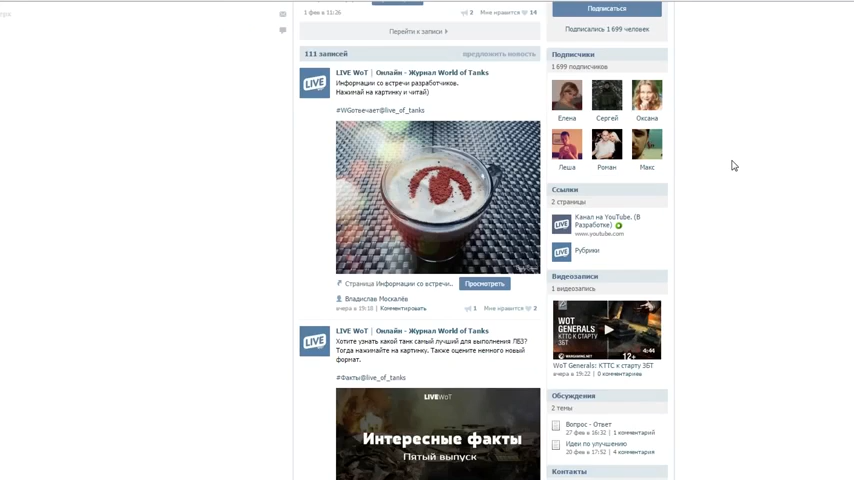 1 фев в 11:26
2 Мне нравится 14
Перейти к записи
111 записей
предложить новость
LIVE WoT | Онлайн - Журнал World of Tanks
Информации со встречи разработчиков.
Нажимай на картинку и читай)
#WGотвечает@live_of_tanks
Страница Информации со встречи..
Просмотреть
Владислав Москалёв
вчера в 19:18 | Комментировать
1 Мне нравится 2
LIVE WoT | Онлайн - Журнал World of Tanks
Хотите узнать какой танк самый лучший для выполнения ЛБЗ?
Тогда нажимайте на картинку. Также оцените немного новый
формат.
#Факты@live_of_tanks
LIVEWoT
Интересные факты
Пятый выпуск
Подписаться
Подписались 1 699 человек
Подписчики
1 699 подписчиков
Елена
Сергей
Оксана
Леша
Роман
Макс
Ссылки
2 страницы
LIVE
Канал на YouTube. (В
Разработке)
www.youtube.com
LIVE
Рубрики
Видеозаписи
1 видеозапись
WOT
GENERALS
КТТС К СТАРТУ
ЗБТ
WARGAMING.NET
12+
4:44
WoT Generals: КТТС к старту ЗБТ
вчера в 19:22 | 0 комментариев
Обсуждения
2 темы
Вопрос - Ответ
27 фев в 16:32 | 1 комментарий
Идеи по улучшению
20 фев в 17:52 | 4 комментария
Контакты